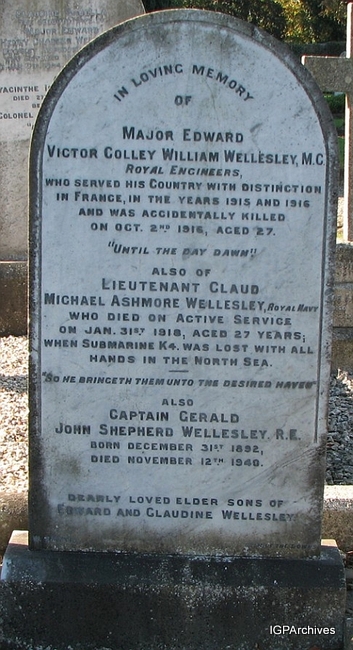 IN LOVING MEMORY
OF
MAJOR EDWARD
VICTOR COLLEY WILLIAM WELLESLEY, M.C.
ROYAL ENGINEERS,
WHO SERVED HIS COUNTRY WITH DISTINCTION
IN FRANCE, IN THE YEARS 1915 AND 1916
AND WAS ACCIDENTALLY KILLED
ON OCT. 2ND 1916, AGED 27.
"UNTIL THE DAY DAWN"
ALSO OF
LIEUTENANT CLAUD
MICHAEL ASHMORE WELLESLEY, ROYAL NAVY
WHO DIED ON ACTIVE SERVICE
ON JAN. 31ST 1918, AGED 27 YEARS;
WHEN SUBMARINE K4. WAS LOST WITH ALL
HANDS IN THE NORTH SEA.
"SO HE BRINGETH THEM UNTO THE DESIRED HAVEN"
ALSO
CAPTAIN GERALD
JOHN SHEPHERD WELLESLEY, R.E.
BORN DECEMBER 31ST 1892,
DIED NOVEMBER 12TH 1940.
DEARLY LOVED ELDER SONS OF
EDWARD AND CLAUDINE WELLESLEY.
MAJOR EDWARD
DIED
COLONEL
IGPArchives